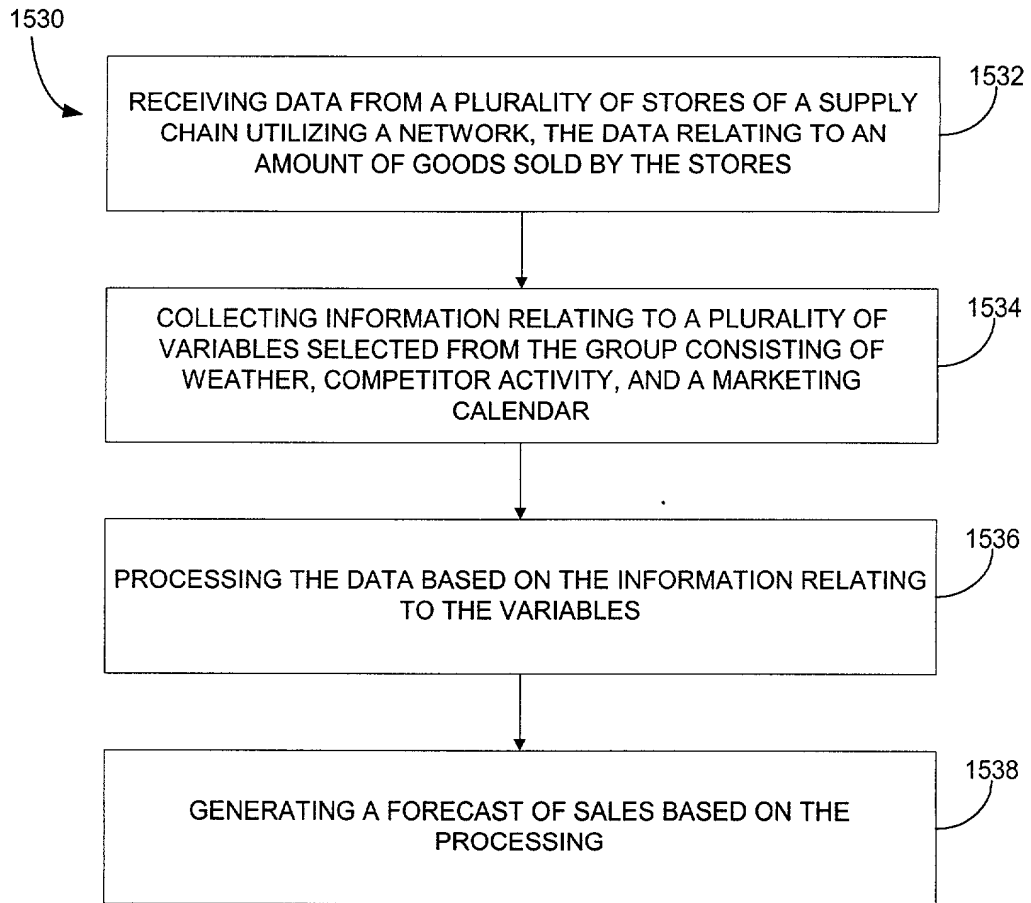 1530
1532
RECEIVING DATA FROM A PLURALITY OF STORES OF A SUPPLY
CHAIN UTILIZING A NETWORK, THE DATA RELATING TO AN
AMOUNT OF GOODS SOLD BY THE STORES
1534
COLLECTING INFORMATION RELATING TO A PLURALITY OF
VARIABLES SELECTED FROM THE GROUP CONSISTING OF
WEATHER, COMPETITOR ACTIVITY, AND A MARKETING
CALENDAR
1536
PROCESSING THE DATA BASED ON THE INFORMATION RELATING
TO THE VARIABLES
1538
GENERATING A FORECAST OF SALES BASED ON THE
PROCESSING